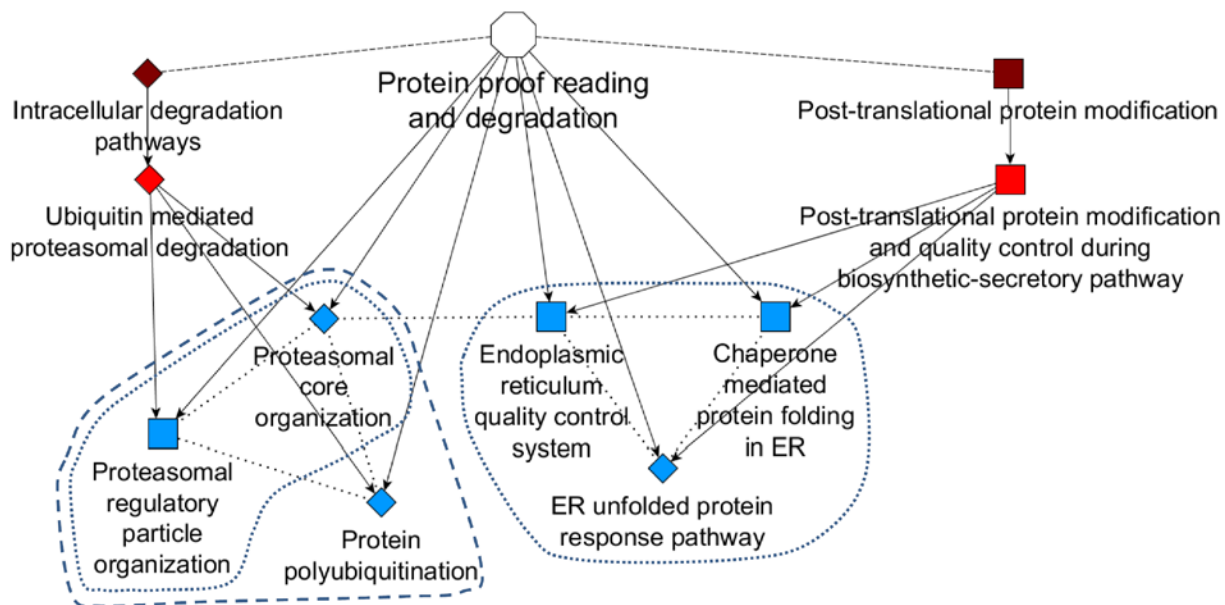 Protein proof reading
and degradation
Intracellular degradation
pathways
Post-translational protein modification
Ubiquitin mediated
proteasomal degradation
Post-translational protein modification
and quality control during
biosynthetic-secretory pathway
Proteasomal
core
organization
Endoplasmic
reticulum
quality control
system
Chaperone
mediated
protein folding
in ER
Proteasomal
regulatory
particle
organization
Protein
polyubiquitination
ER unfolded protein
response pathway